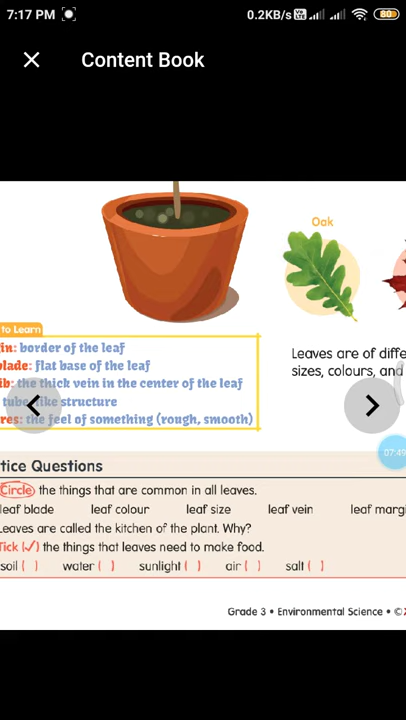 7:17 PM
0.2KB/s
80
Content Book
Oak
to Learn
in: border of the leaf
lade: flat base of the leaf
ib: the thick vein in the center of the leaf
tube like structure
res: the feel of something (rough, smooth)
Leaves are of diffe
sizes, colours, and
07:49
tice Questions
Circle the things that are common in all leaves.
leaf blade leaf colour leaf size leaf vein leaf margi
Leaves are called the kitchen of the plant. Why?
Tick (✓) the things that leaves need to make food.
soil ( ) water ( ) sunlight ( ) air ( ) salt ( )
Grade 3 • Environmental Science • ©